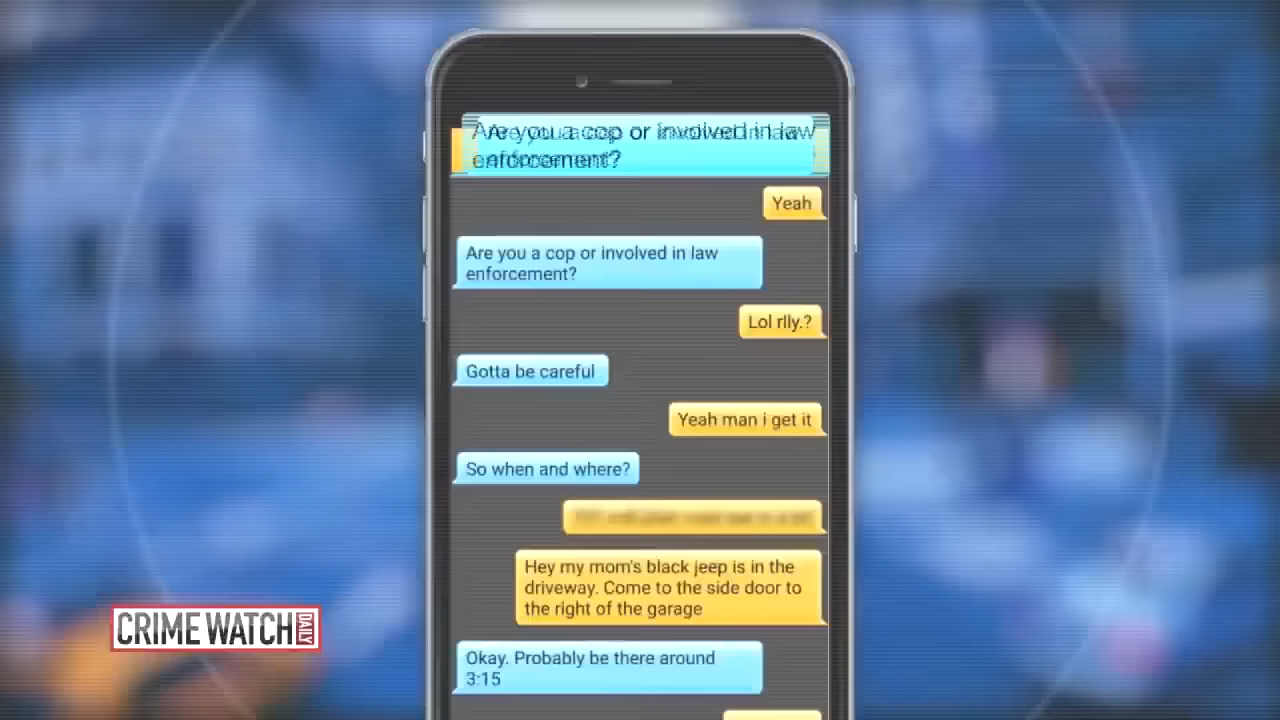 Are you a cop or involved in law
enforcement?
Yeah
Are you a cop or involved in law
enforcement?
Lol rlly.?
Gotta be careful
Yeah man i get it
So when and where?
Hey my mom's black jeep is in the
driveway. Come to the side door to
the right of the garage
Okay. Probably be there around
3:15
CRIME WATCH DAILY